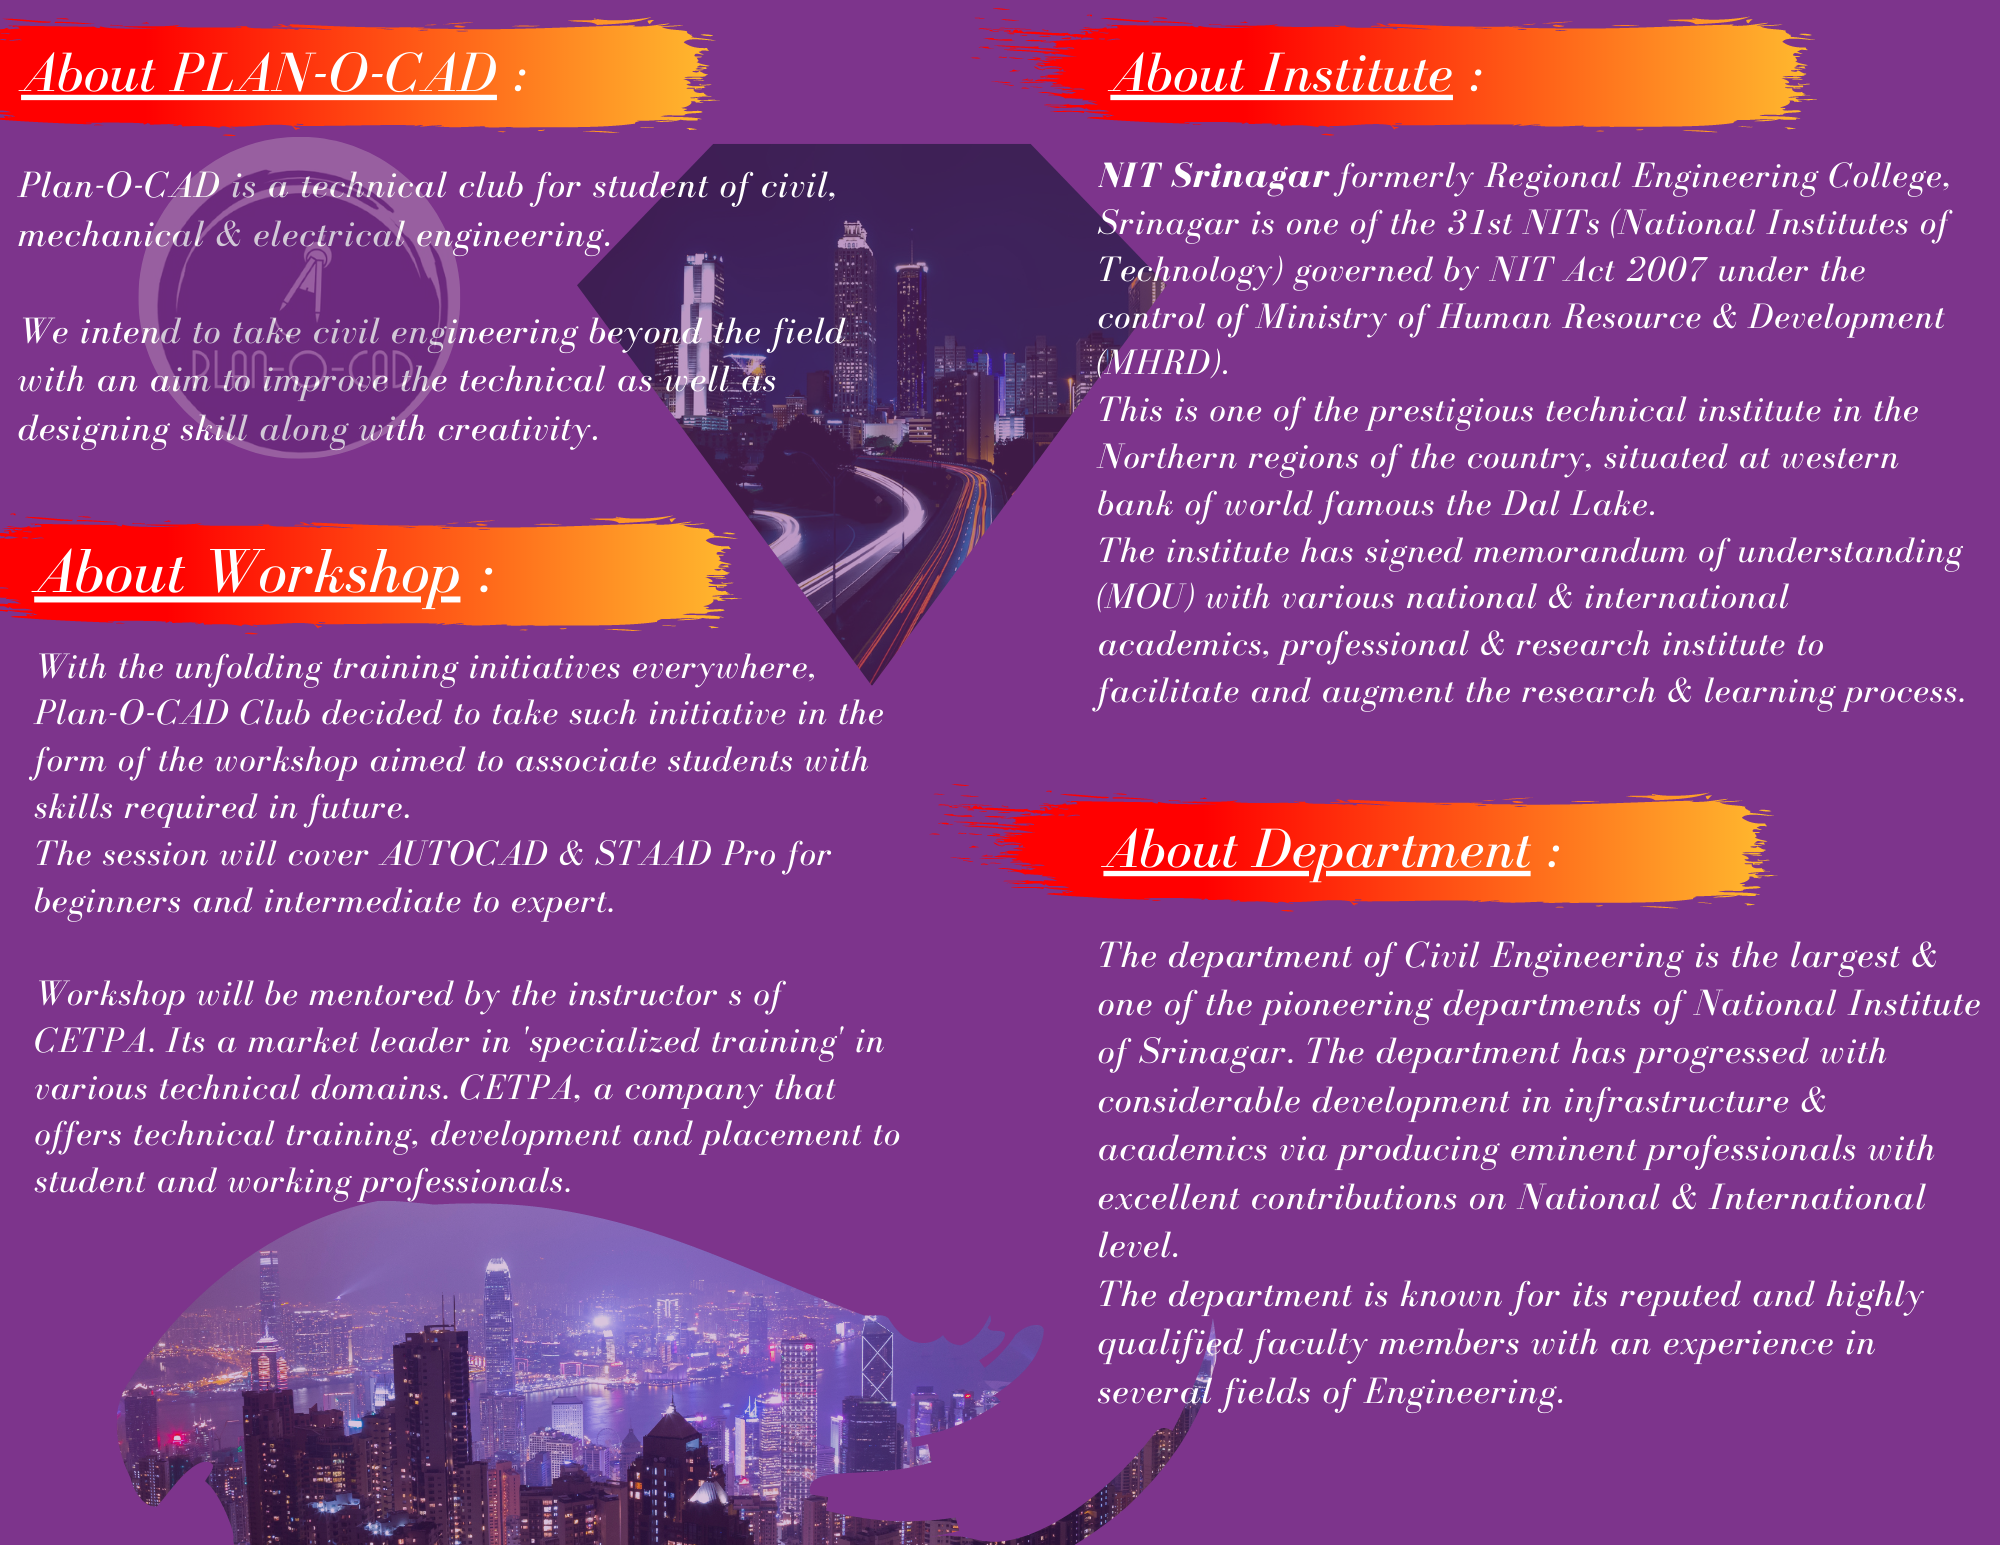 About PLAN-O-CAD :
Plan-O-CAD is a technical club for student of civil,
mechanical & electrical engineering.
We intend to take civil engineering beyond the field
with an aim to improve the technical as well as
designing skill along with creativity.
PLAN-O-CAD
About Workshop :
With the unfolding training initiatives everywhere,
Plan-O-CAD Club decided to take such initiative in the
form of the workshop aimed to associate students with
skills required in future.
The session will cover AUTOCAD & STAAD Pro for
beginners and intermediate to expert.
Workshop will be mentored by the instructor s of
CETPA. Its a market leader in 'specialized training' in
various technical domains. CETPA, a company that
offers technical training, development and placement to
student and working professionals.
About Institute :
NIT Srinagar formerly Regional Engineering College,
Srinagar is one of the 31st NITs (National Institutes of
Technology) governed by NIT Act 2007 under the
control of Ministry of Human Resource & Development
(MHRD).
This is one of the prestigious technical institute in the
Northern regions of the country, situated at western
bank of world famous the Dal Lake.
The institute has signed memorandum of understanding
(MOU) with various national & international
academics, professional & research institute to
facilitate and augment the research & learning process.
About Department :
The department of Civil Engineering is the largest &
one of the pioneering departments of National Institute
of Srinagar. The department has progressed with
considerable development in infrastructure &
academics via producing eminent professionals with
excellent contributions on National & International
level.
The department is known for its reputed and highly
qualified faculty members with an experience in
several fields of Engineering.